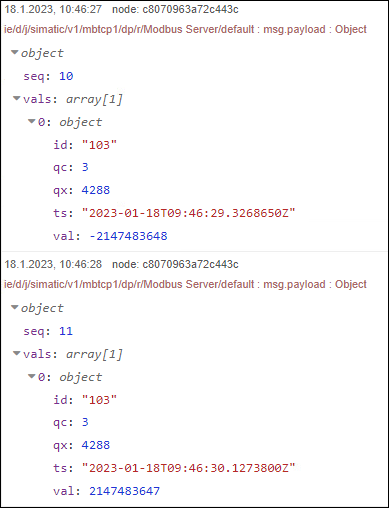 18.1.2023, 10:46:27 node: c8070963a72c443c
ie/d/j/simatic/v1/mbtcp1/dp/r/Modbus Server/default : msg.payload : Object
object
seq: 10
vals: array[1]
0: object
id: "103"
qc: 3
qx: 4288
ts: "2023-01-18T09:46:29.3268650Z"
val: -2147483648
18.1.2023, 10:46:28 node: c8070963a72c443c
ie/d/j/simatic/v1/mbtcp1/dp/r/Modbus Server/default : msg.payload : Object
object
seq: 11
vals: array[1]
0: object
id: "103"
qc: 3
qx: 4288
ts: "2023-01-18T09:46:30.1273800Z"
val: 2147483647